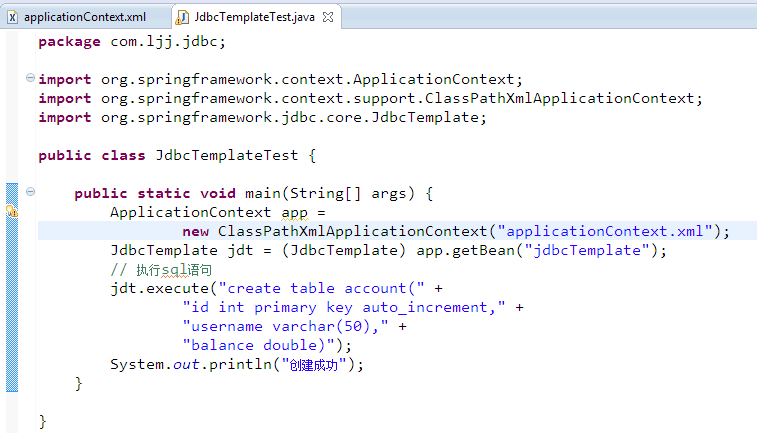 applicationContext.xml JdbcTemplateTest.java
package com.ljj.jdbc;
import org.springframework.context.ApplicationContext;
import org.springframework.context.support.ClassPathXmlApplicationContext;
import org.springframework.jdbc.core.JdbcTemplate;
public class JdbcTemplateTest {
public static void main(String[] args) {
ApplicationContext app =
new ClassPathXmlApplicationContext("applicationContext.xml");
JdbcTemplate jdt = (JdbcTemplate) app.getBean("jdbcTemplate");
// 执行sql语句
jdt.execute("create table account(" +
"id int primary key auto_increment," +
"username varchar(50)," +
"balance double)");
System.out.println("创建成功");
}
}